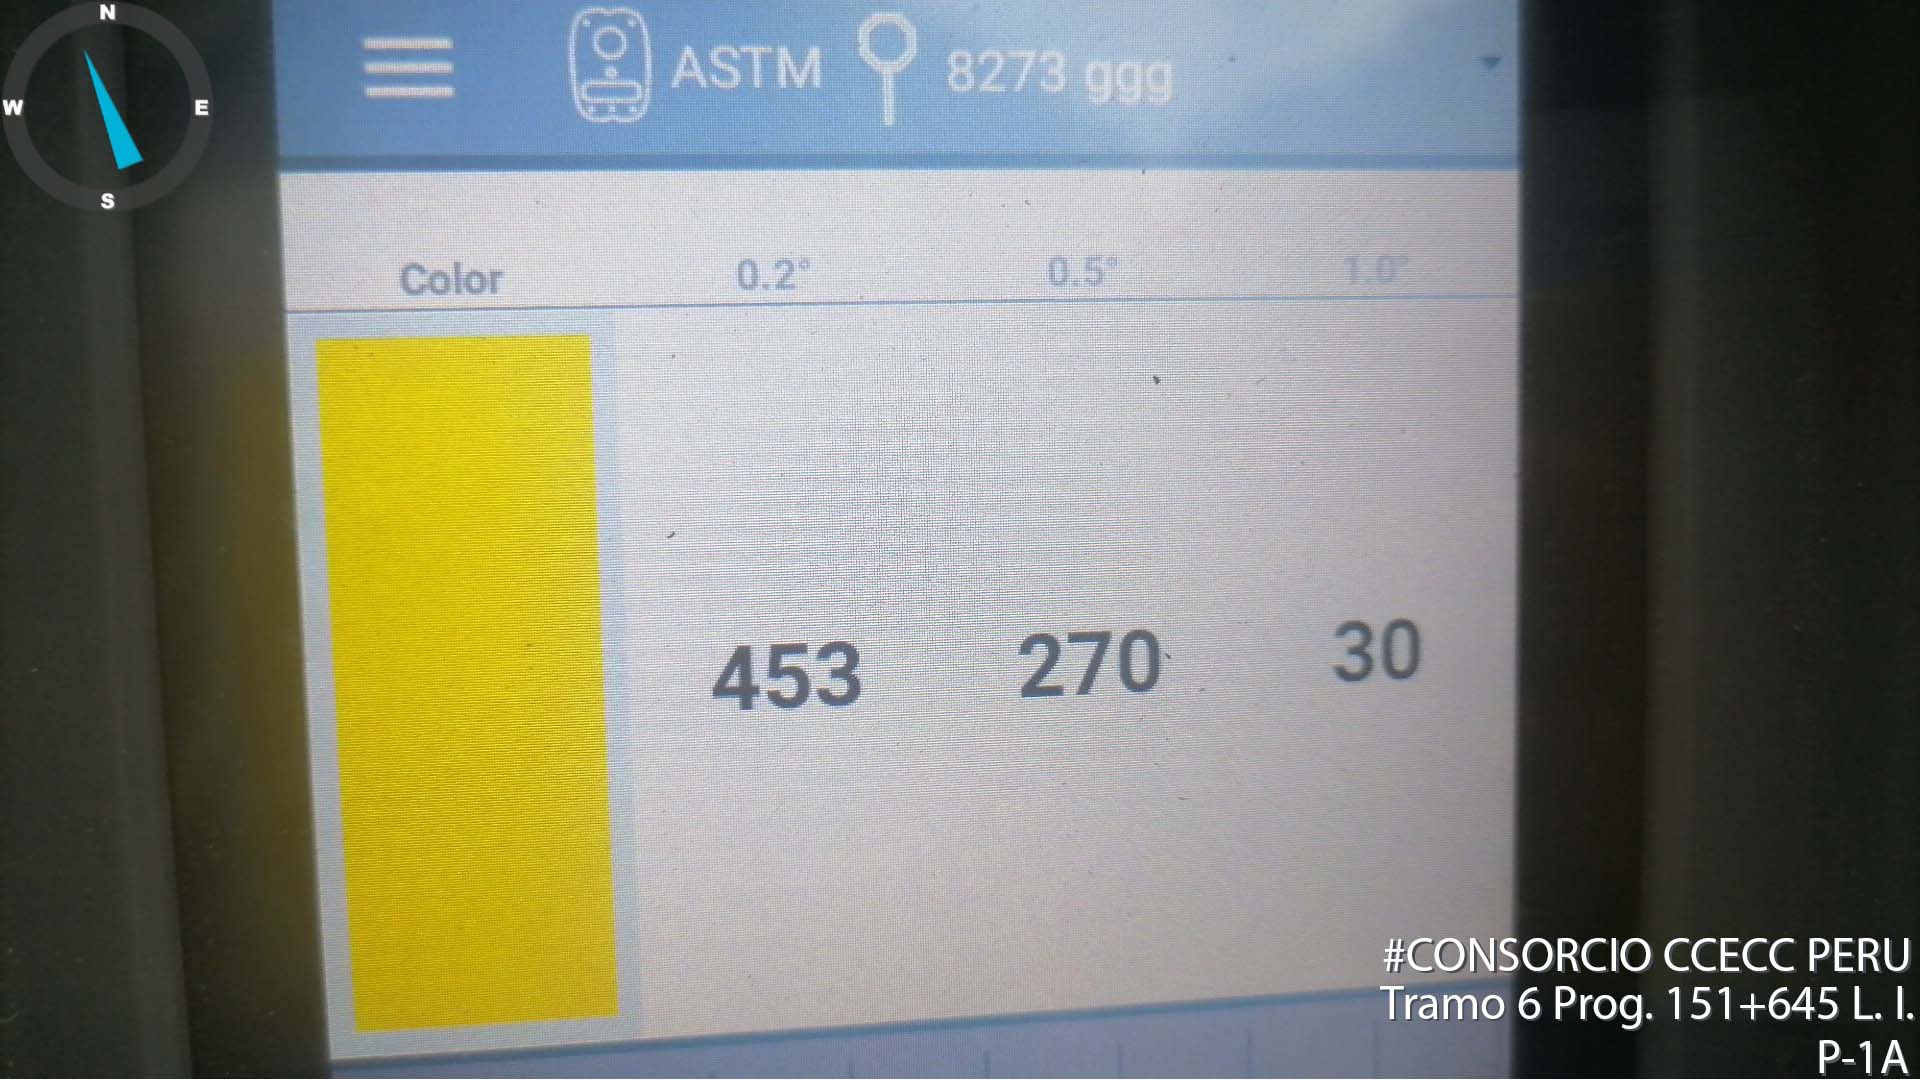 N
W E
S
ASTM 8273 ggg
Color 0.2° 0.5° 1.0°
453 270 30
#CONSORCIO CCECC PERU
Tramo 6 Prog. 151+645 L. I.
P-1A